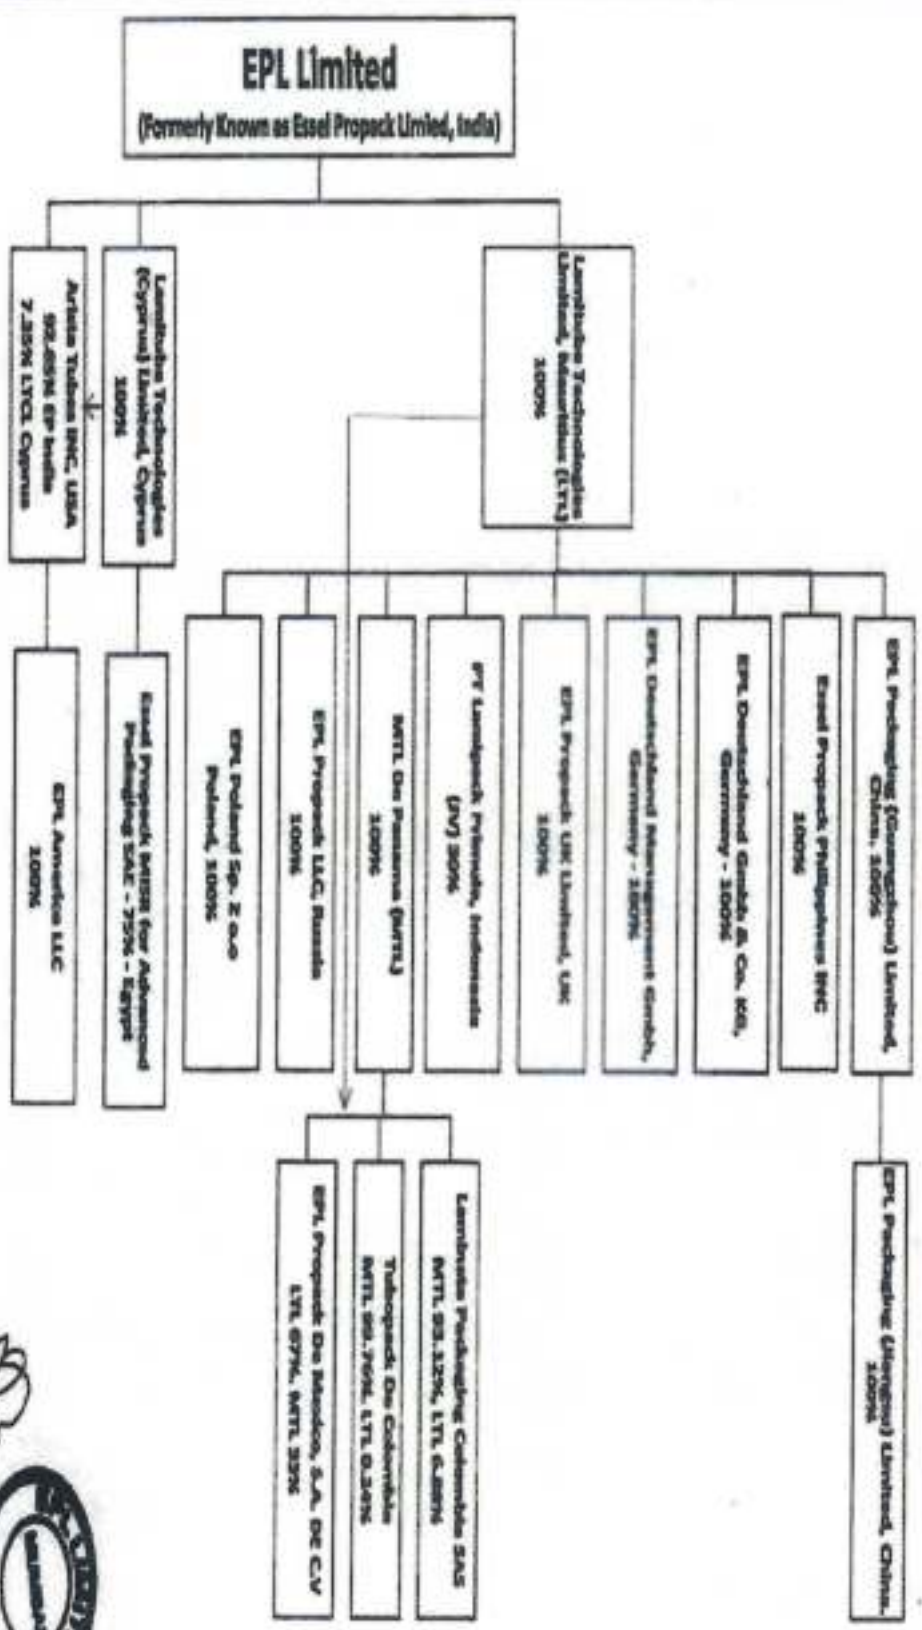 EPL Limited
(Formerly Known as Essel Propack Limied, India)
Lamitube Technologies
Limited, Mauritius (LTL)
100%
Lamitube Technologies
(Cyprus) Limited, Cyprus
100%
Arista Tubes INC, USA
92.65% EP India
7.35% LTCL Cyprus
EPL Packaging (Guangzhou) Limited,
China, 100%
Essel Propack Philippines INC
100%
EPL Deutschland Gmbh & Co. KG,
Germany - 100%
EPL Deutschland Management Gmbh,
Germany - 100%
EPL Propack UK Limited, UK
100%
PT Lamipack Primula, Indonesia
(JV) 30%
MTL De Panama (MTL)
100%
EPL Propack LLC, Russia
100%
EPL Poland Sp. Z o.o
Poland, 100%
Essel Propack MISR for Advanced
Packaging SAE - 75% - Egypt
EPL America LLC
100%
EPL Packaging (Jiangsu) Limited, China,
100%
Laminate Packaging Colombia SAS
MTL 93.12%, LTL 6.88%
Tubopack De Colombia
MTL 99.76% LTL 0.24%
EPL Propack De Mexico, S.A. DE C.V
LTL 67%, MTL 33%